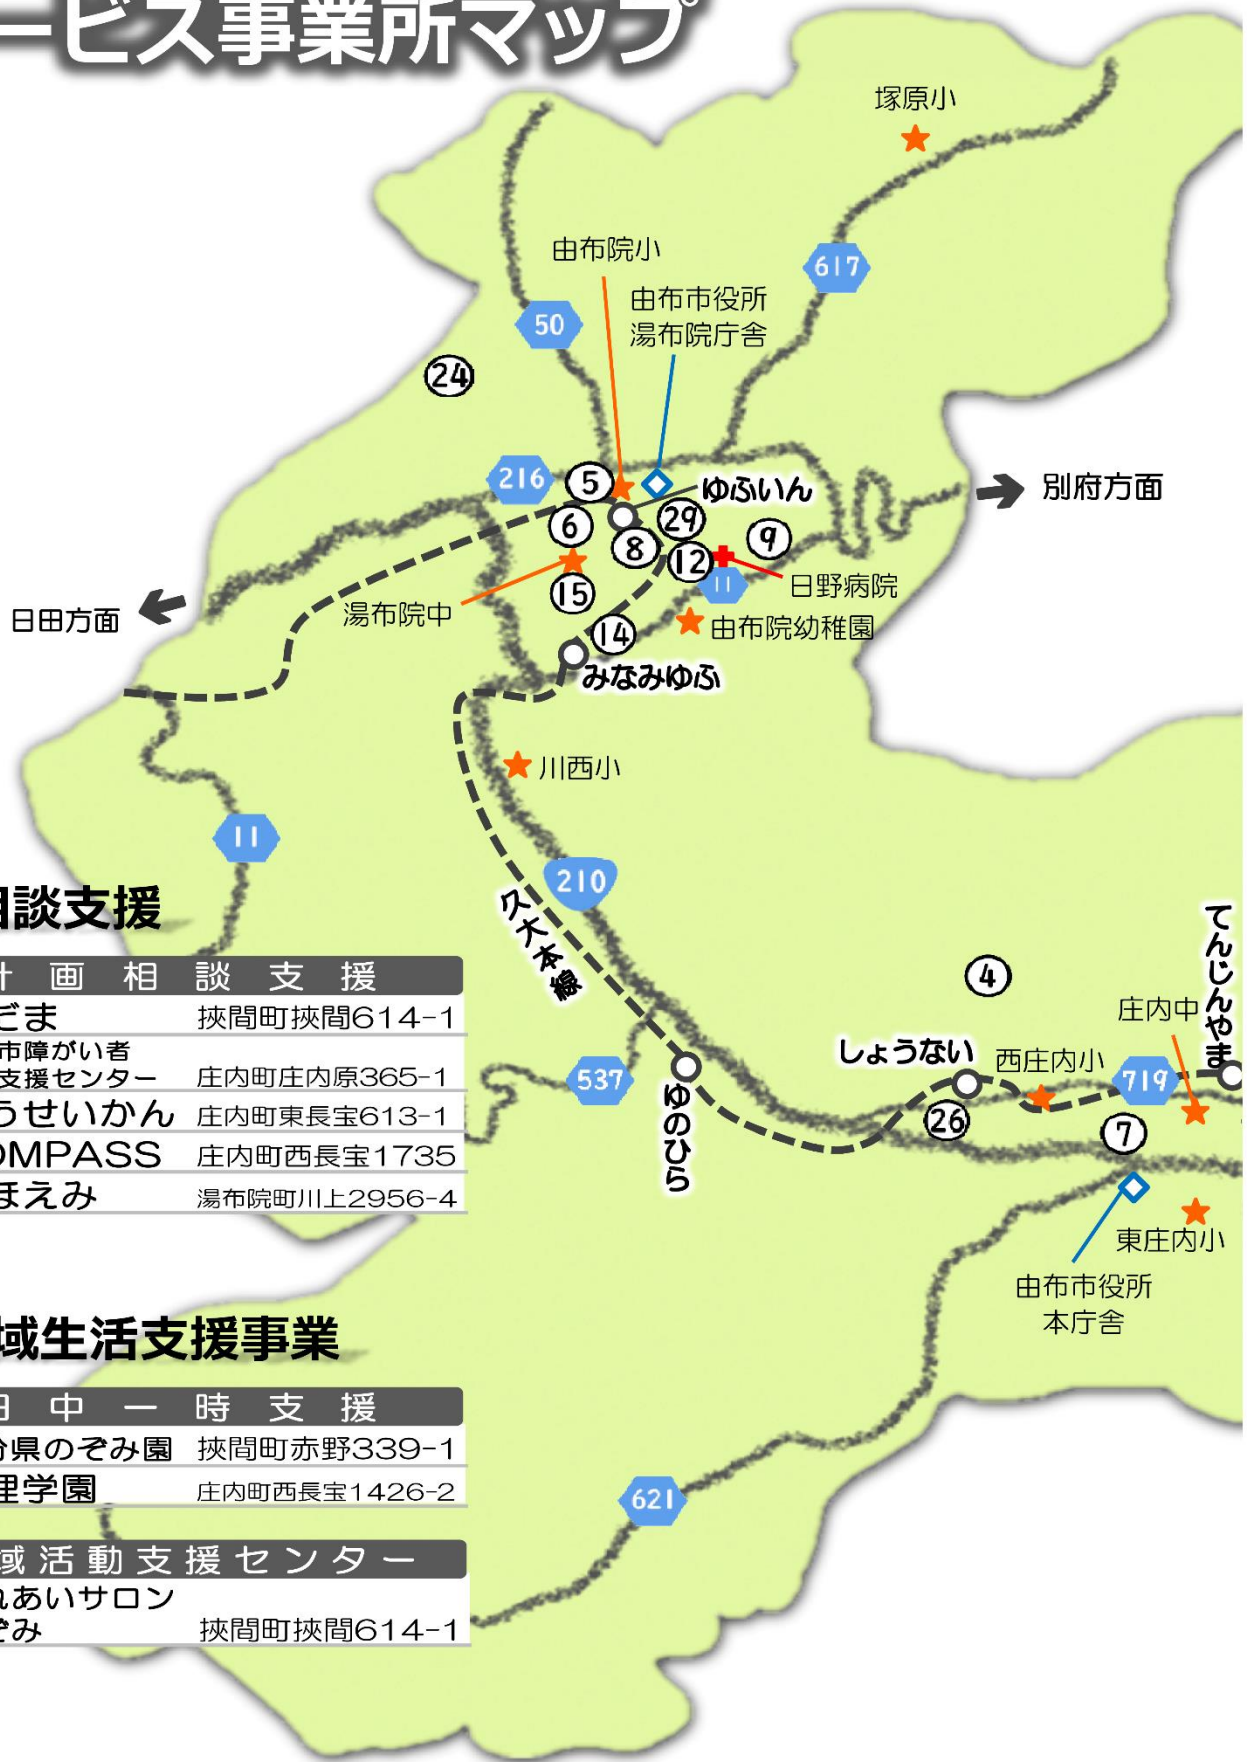 ービス事業所マップ
塚原小
由布院小
617
由布市役所
湯布院庁舎
50
24
216
5
ゆふいん
別府方面
6
29
9
8
12
日野病院
11
15
湯布院中
日田方面
14
由布院幼稚園
みなみゆふ
川西小
11
210
久大本線
てんじんやま
4
庄内中
しょうない
西庄内小
719
537
ゆのひら
26
7
東庄内小
由布市役所
本庁舎
621
相談支援
計画相談支援
だま 挾間町挾間614-1
市障がい者
支援センター 庄内町庄内原365-1
うせいかん 庄内町東長宝613-1
OMPASS 庄内町西長宝1735
ほえみ 湯布院町川上2956-4
域生活支援事業
日中一時支援
分県のぞみ園 挾間町赤野339-1
理学園 庄内町西長宝1426-2
域活動支援センター
れあいサロン
ぞみ 挾間町挾間614-1